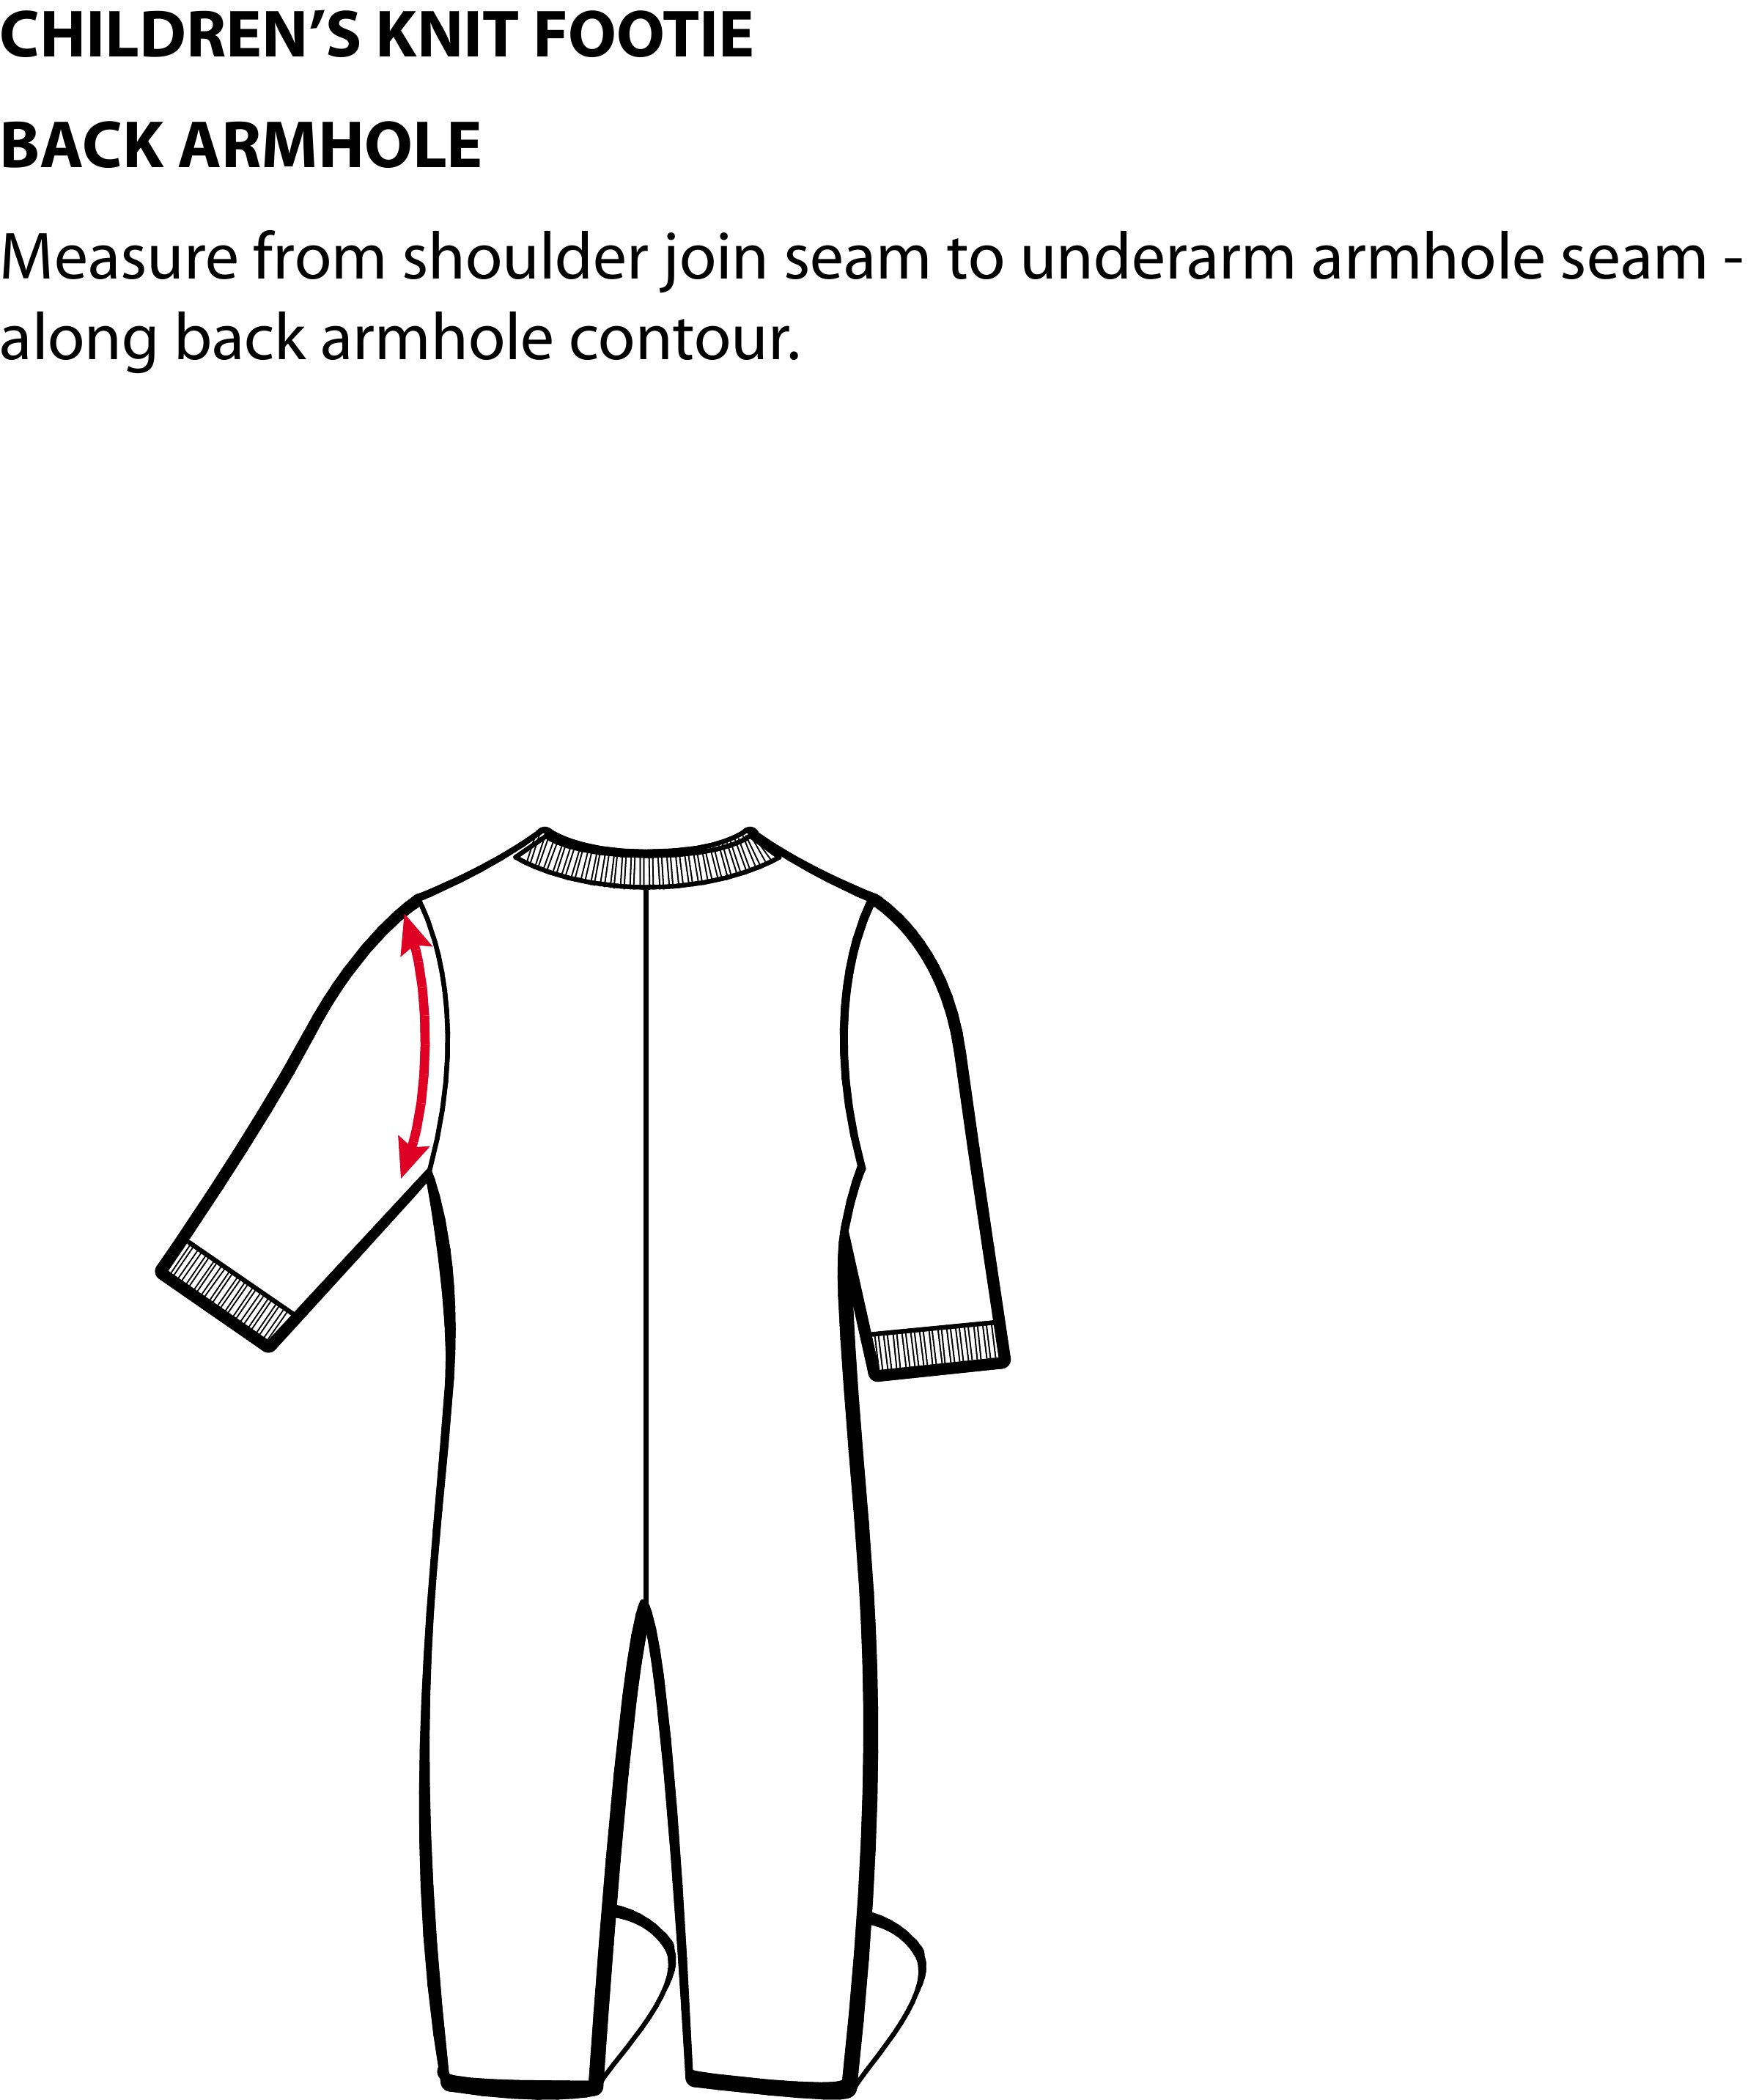 CHILDREN’S KNIT FOOTIE
BACK ARMHOLE
Measure from shoulder join seam to underarm armhole seam -
along back armhole contour.